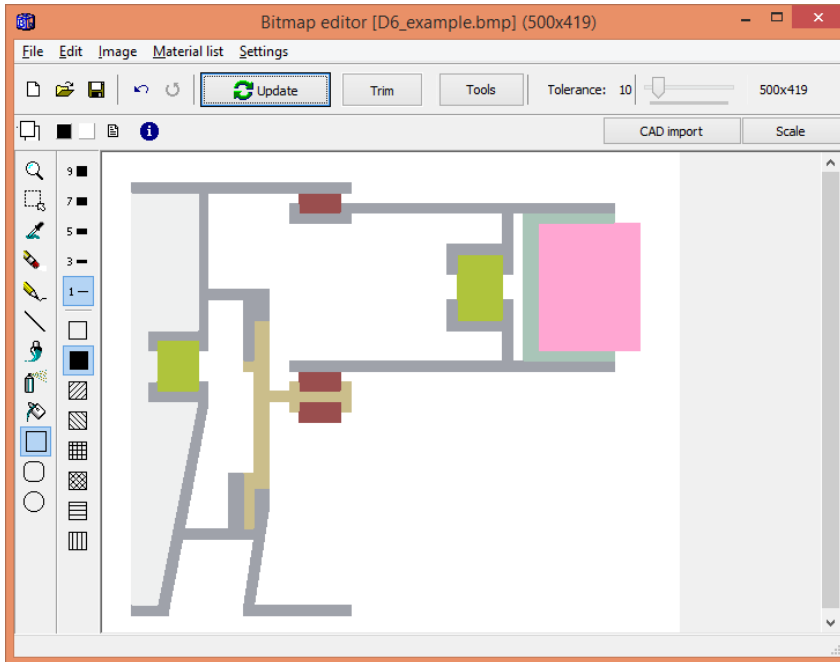 Bitmap editor [D6_example.bmp] (500x419)
File Edit Image Material list Settings
Update Trim Tools Tolerance: 10 500x419
CAD import Scale
9
7
5
3
1